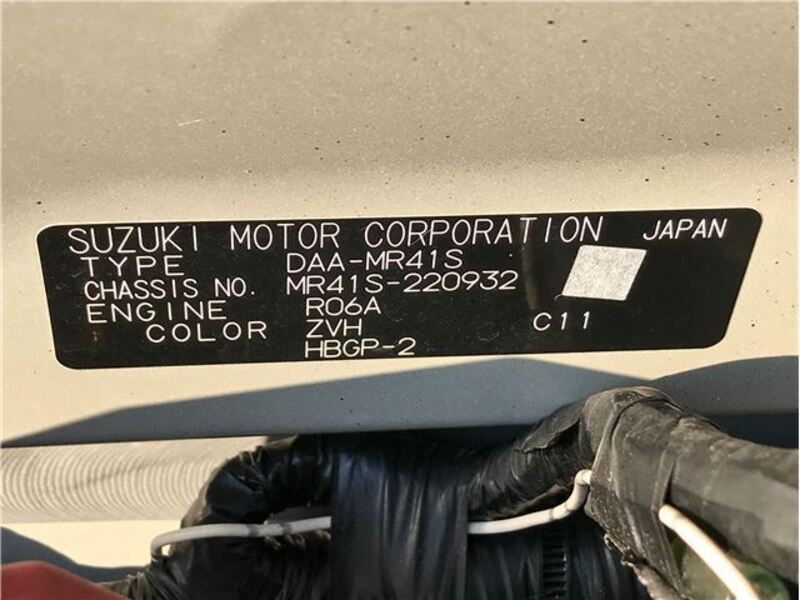 SUZUKI MOTOR CORPORATION JAPAN
TYPE DAA-MR41S
CHASSIS NO. MR41S-220932
ENGINE R06A
COLOR ZVH C11
HBGP-2